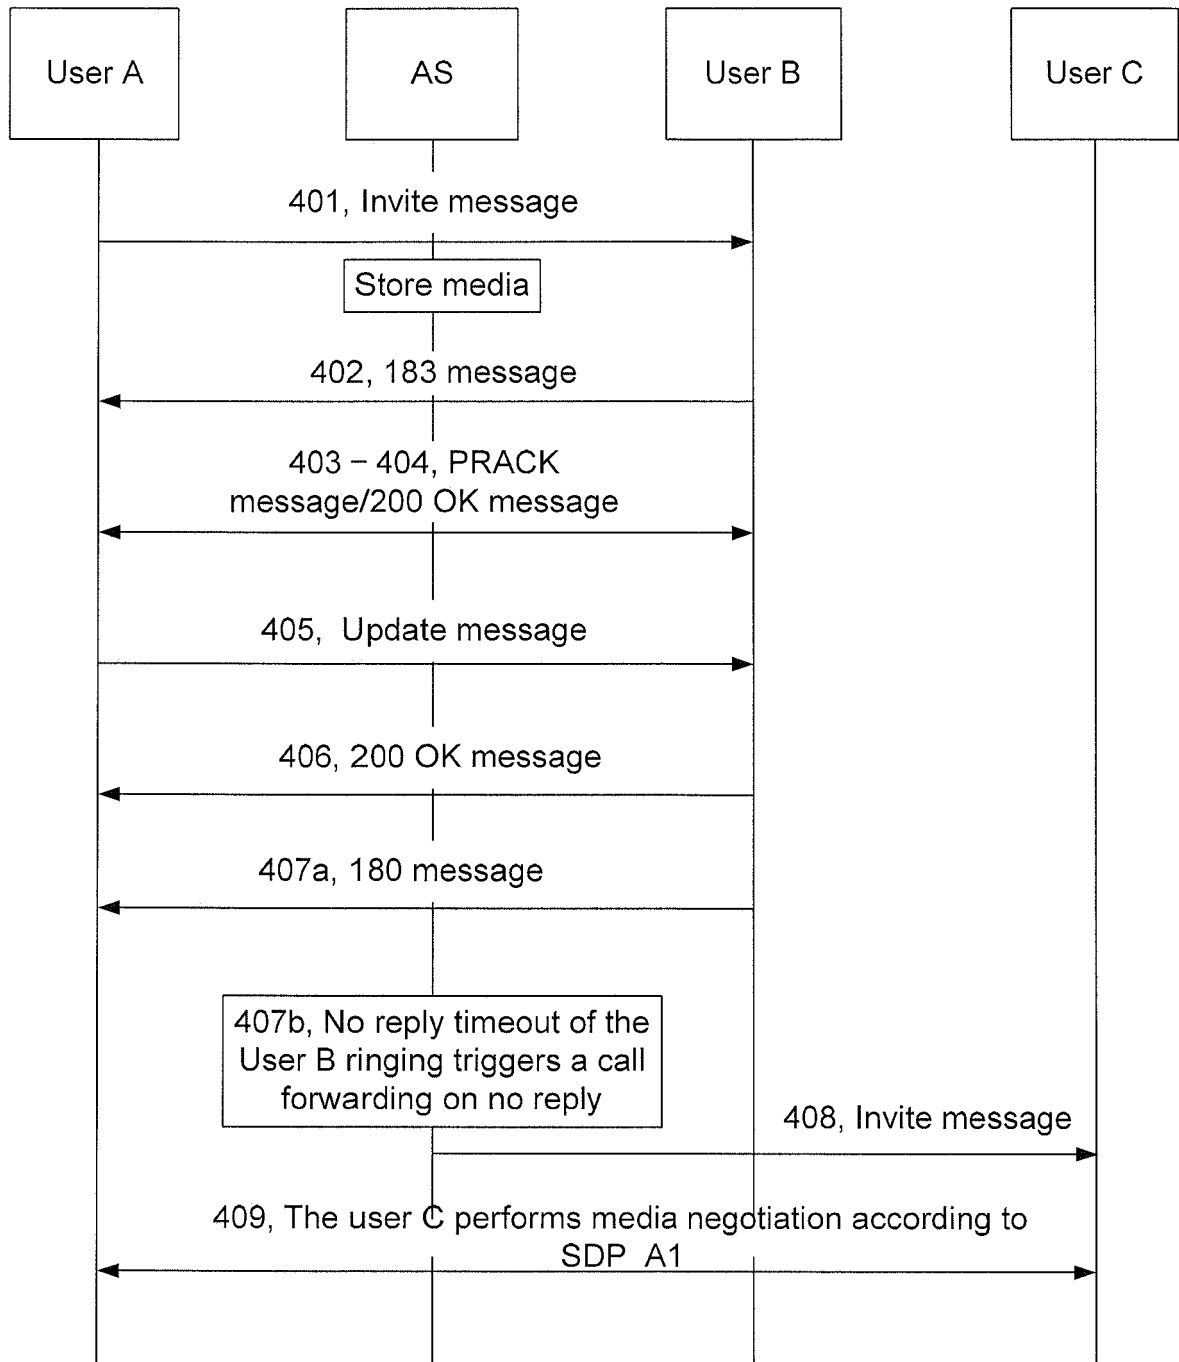 User A
AS
User B
User C
401, Invite message
Store media
402, 183 message
403 – 404, PRACK
message/200 OK message
405, Update message
406, 200 OK message
407a, 180 message
407b, No reply timeout of the
User B ringing triggers a call
forwarding on no reply
408, Invite message
409, The user C performs media negotiation according to
SDP_A1